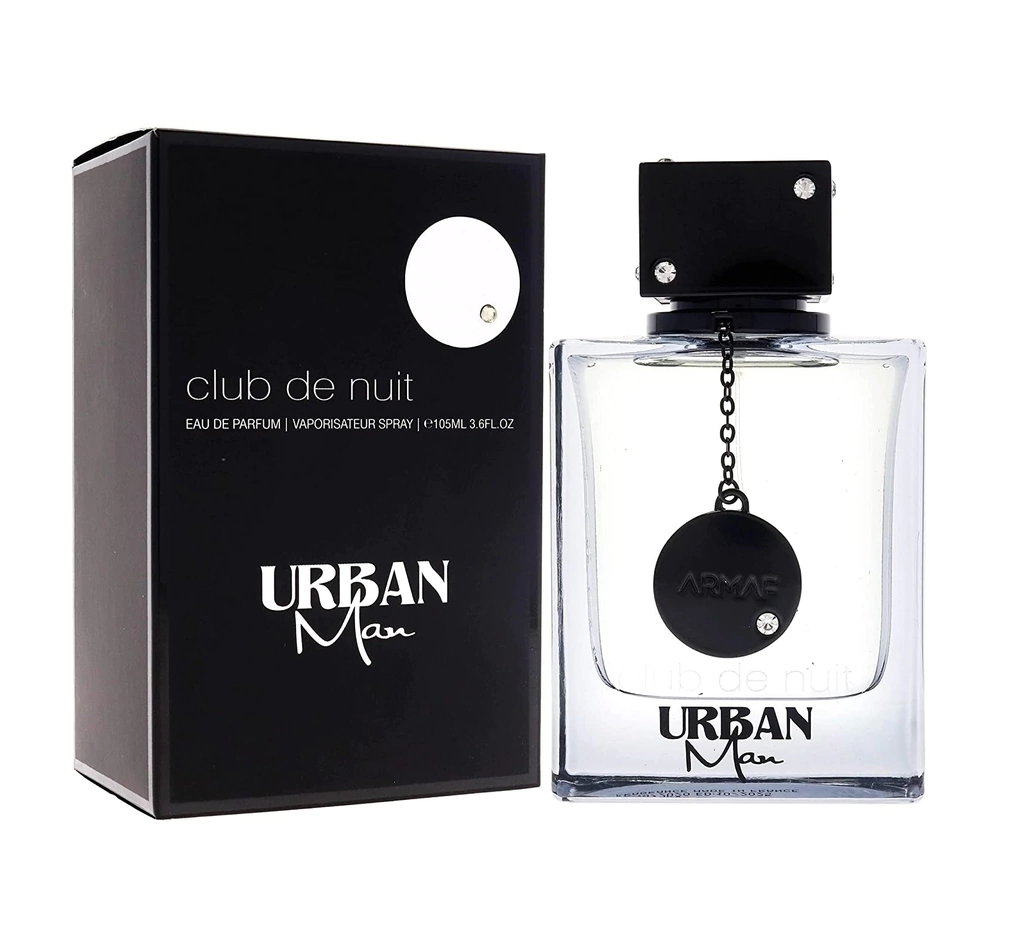 club de nuit
EAU DE PARFUM | VAPORISATEUR SPRAY | ℮105ML 3.6FL.OZ
URBAN
Man
ARMAF
club de nuit
URBAN
Man